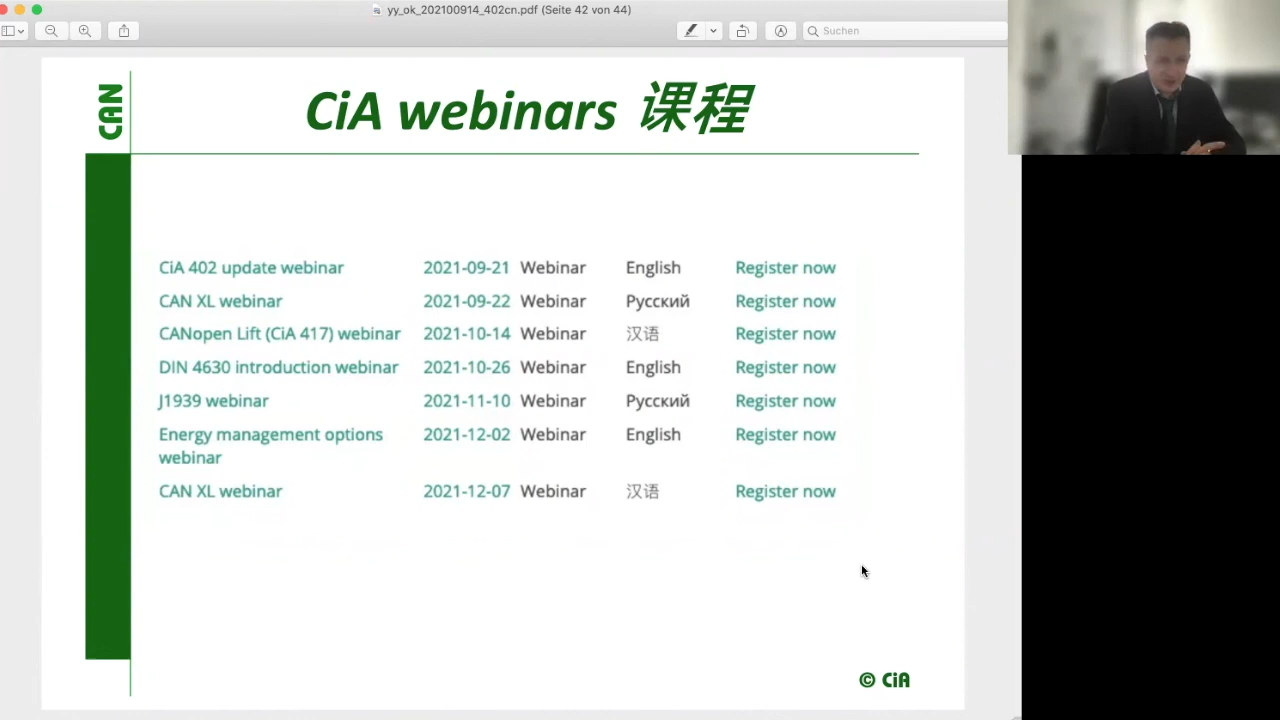 yy_ok_202100914_402cn.pdf (Seite 42 von 44)
Suchen
CAN
CiA webinars 课程
CiA 402 update webinar 2021-09-21 Webinar English Register now
CAN XL webinar 2021-09-22 Webinar Русский Register now
CANopen Lift (CiA 417) webinar 2021-10-14 Webinar 汉语 Register now
DIN 4630 introduction webinar 2021-10-26 Webinar English Register now
J1939 webinar 2021-11-10 Webinar Русский Register now
Energy management options 2021-12-02 Webinar English Register now
webinar
CAN XL webinar 2021-12-07 Webinar 汉语 Register now
© CiA